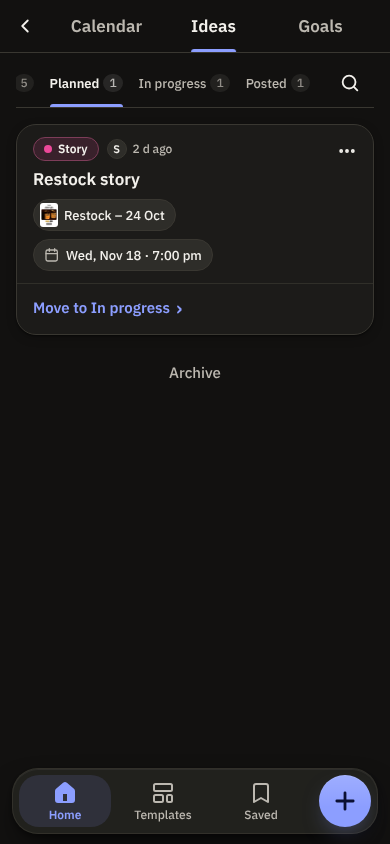 Calendar Ideas Goals
5 Planned 1 In progress 1 Posted 1
Story S 2 d ago
Restock story
Restock – 24 Oct
Wed, Nov 18 · 7:00 pm
Move to In progress
Archive
Home Templates Saved